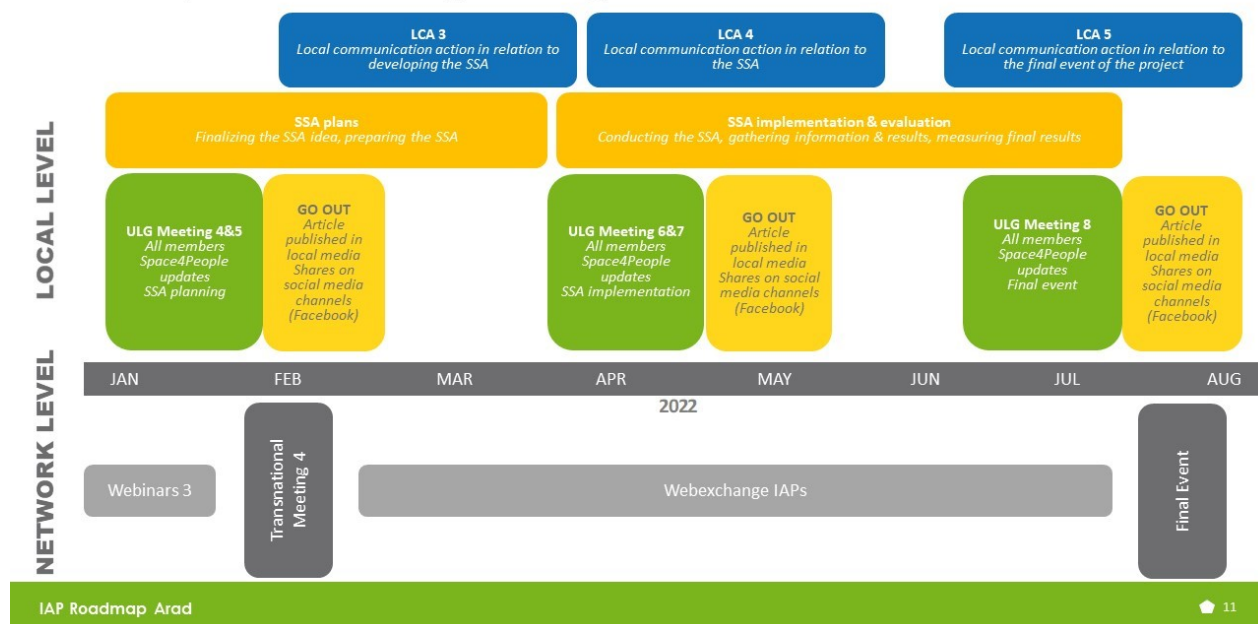 LCA 3
Local communication action in relation to
developing the SSA
LCA 4
Local communication action in relation to
the SSA
LCA 5
Local communication action in relation to
the final event of the project
SSA plans
Finalizing the SSA idea, preparing the SSA
SSA implementation & evaluation
Conducting the SSA, gathering information & results, measuring final results
LOCAL LEVEL
ULG Meeting 4&5
All members
Space4People
updates
SSA planning
GO OUT
Article
published in
local media
Shares on
social media
channels
(Facebook)
ULG Meeting 6&7
All members
Space4People
updates
SSA implementation
GO OUT
Article
published in
local media
Shares on social
media channels
(Facebook)
ULG Meeting 8
All members
Space4People
updates
Final event
GO OUT
Article
published in
local media
Shares on
social media
channels
(Facebook)
JAN FEB MAR APR MAY JUN JUL AUG
2022
NETWORK LEVEL
Webinars 3
Transnational
Meeting 4
Webexchange IAPs
Final Event
IAP Roadmap Arad
11